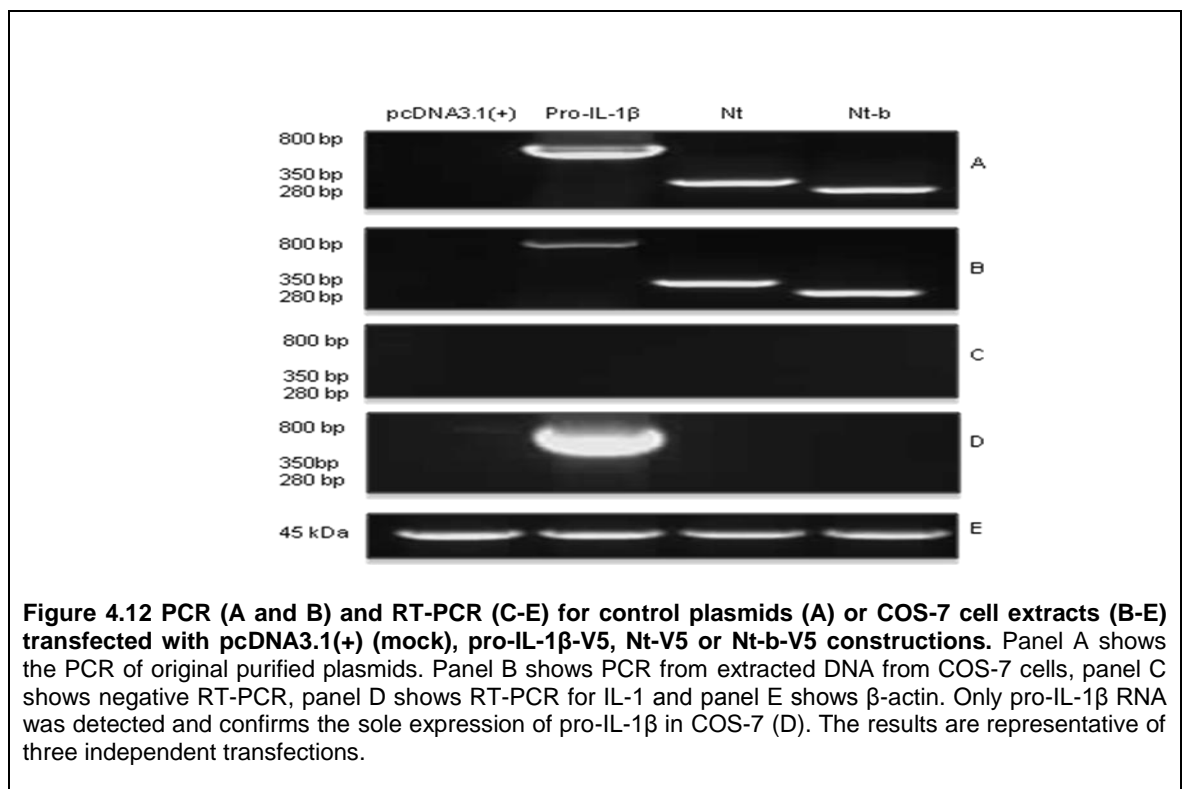 pcDNA3.1(+) Pro-IL-1β Nt Nt-b
800 bp
350 bp
280 bp
A
800 bp
350 bp
280 bp
B
800 bp
350 bp
280 bp
C
800 bp
350bp
280 bp
D
45 kDa
E
Figure 4.12 PCR (A and B) and RT-PCR (C-E) for control plasmids (A) or COS-7 cell extracts (B-E)
transfected with pcDNA3.1(+) (mock), pro-IL-1β-V5, Nt-V5 or Nt-b-V5 constructions. Panel A shows
the PCR of original purified plasmids. Panel B shows PCR from extracted DNA from COS-7 cells, panel C
shows negative RT-PCR, panel D shows RT-PCR for IL-1 and panel E shows β-actin. Only pro-IL-1β RNA
was detected and confirms the sole expression of pro-IL-1β in COS-7 (D). The results are representative of
three independent transfections.